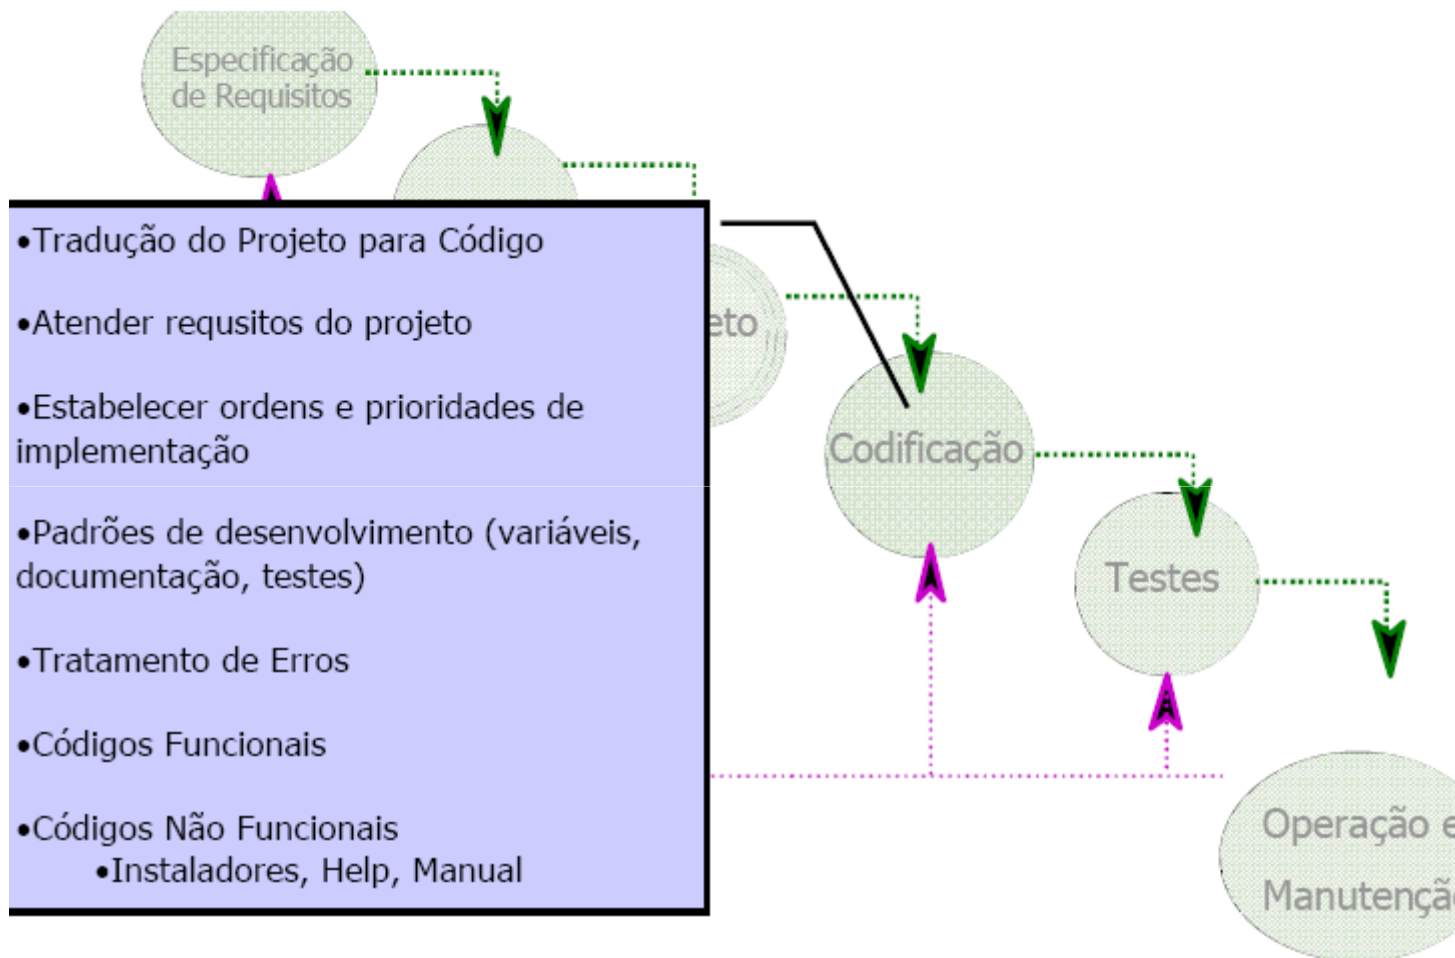 Especificação
de Requisitos
•Tradução do Projeto para Código
•Atender requsitos do projeto
•Estabelecer ordens e prioridades de
implementação
•Padrões de desenvolvimento (variáveis,
documentação, testes)
•Tratamento de Erros
•Códigos Funcionais
•Códigos Não Funcionais
•Instaladores, Help, Manual
eto
Codificação
Testes
Operação e
Manutençã